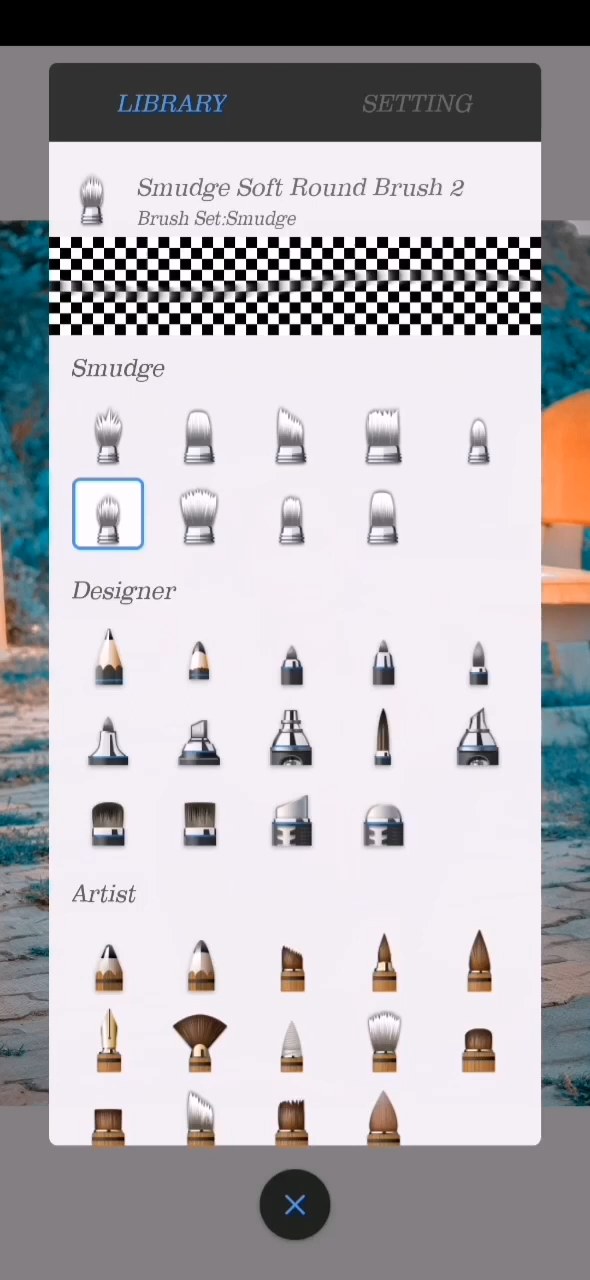 LIBRARY
SETTING
Smudge Soft Round Brush 2
Brush Set:Smudge
Smudge
Designer
Artist